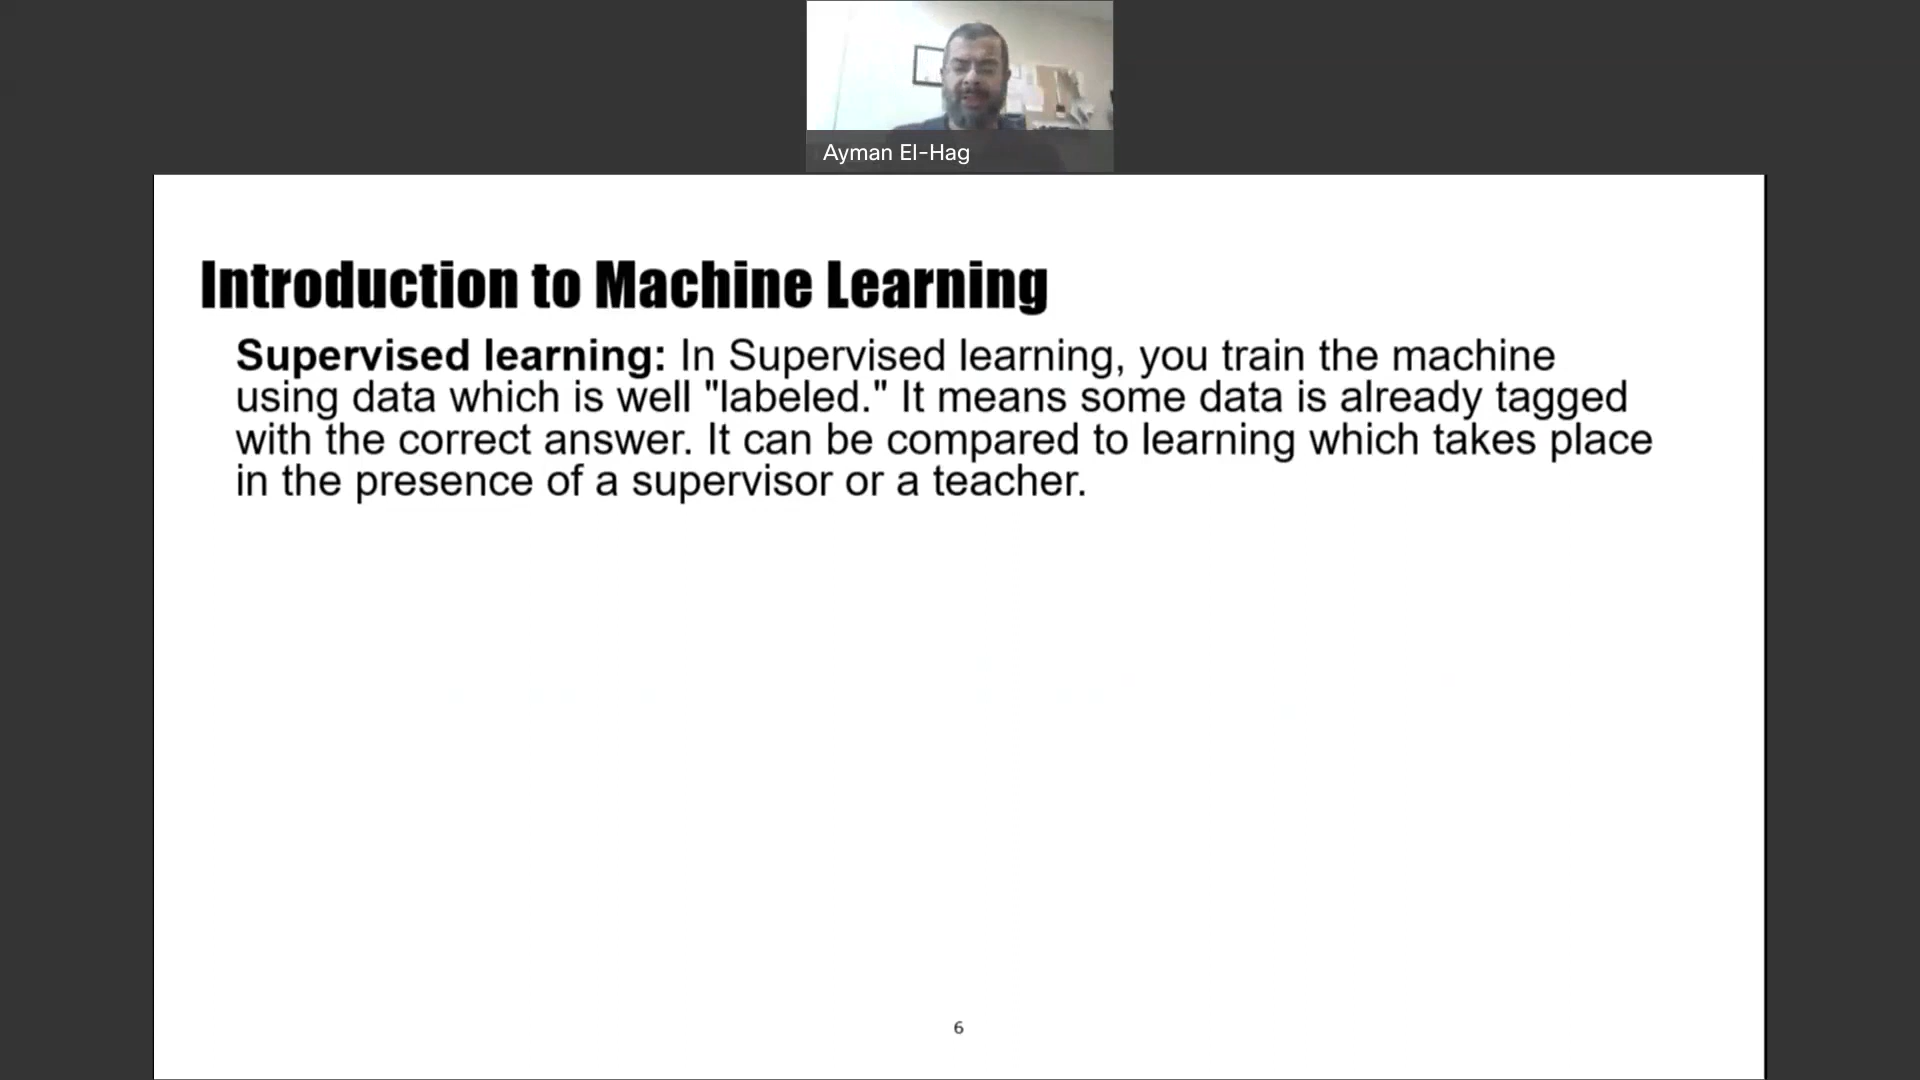 Ayman El-Hag
Introduction to Machine Learning
Supervised learning: In Supervised learning, you train the machine
using data which is well "labeled." It means some data is already tagged
with the correct answer. It can be compared to learning which takes place
in the presence of a supervisor or a teacher.
6